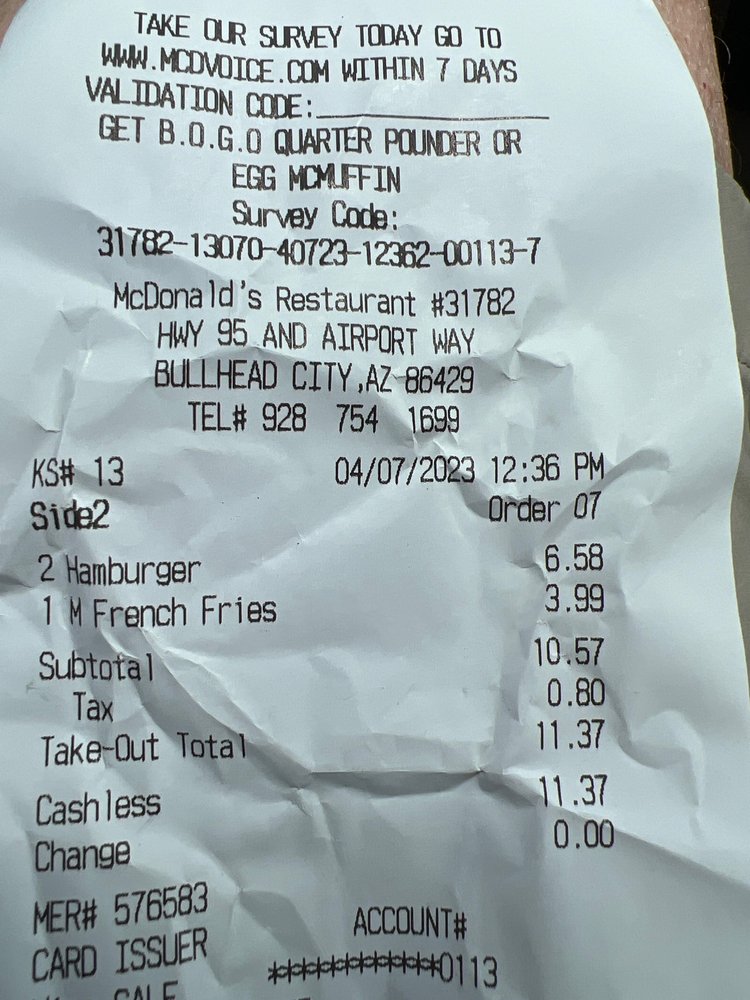 TAKE OUR SURVEY TODAY GO TO
WWW.MCDVOICE.COM WITHIN 7 DAYS
VALIDATION CODE:____________________
GET B.O.G.O QUARTER POUNDER OR
EGG MCMUFFIN
Survey Code:
31782-13070-40723-12362-00113-7
McDonald's Restaurant #31782
HWY 95 AND AIRPORT WAY
BULLHEAD CITY,AZ 86429
TEL# 928 754 1699
KS# 13 04/07/2023 12:36 PM
Side2 Order 07
2 Hamburger 6.58
1 M French Fries 3.99
Subtotal 10.57
Tax 0.80
Take-Out Total 11.37
Cashless 11.37
Change 0.00
MER# 576583
CARD ISSUER ACCOUNT#
SALE ************0113